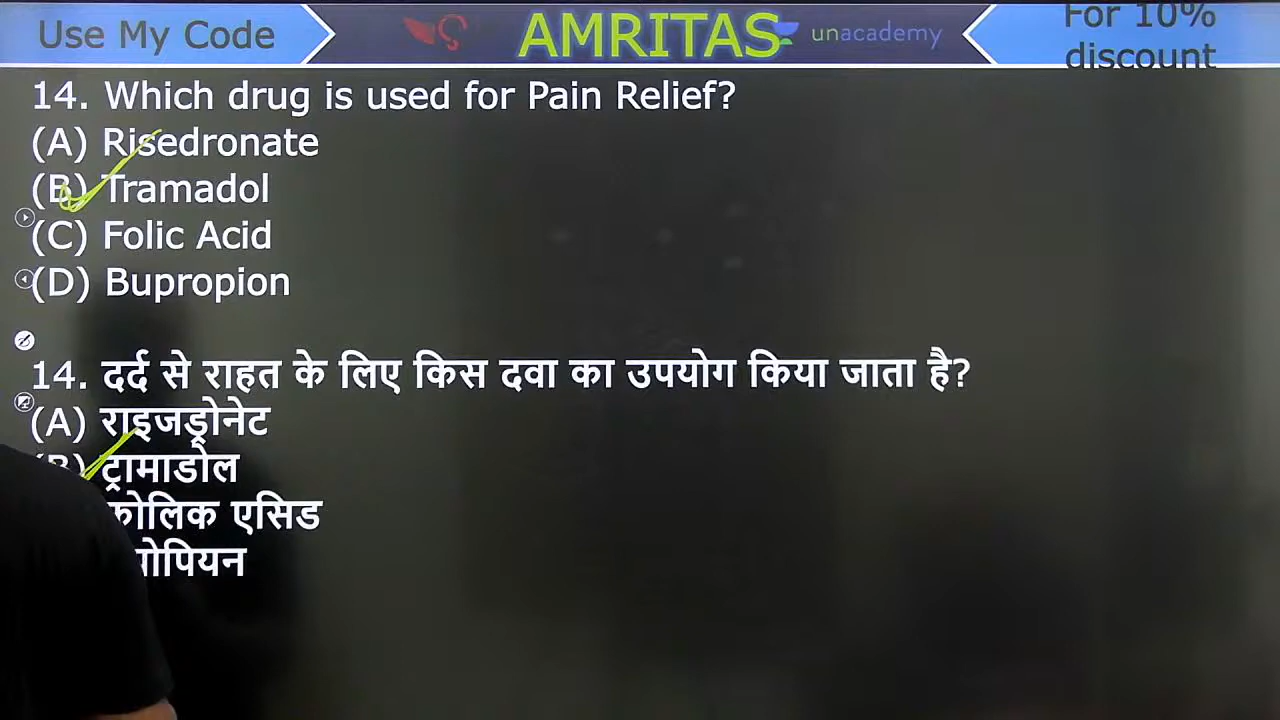 Use My Code
AMRITAS
unacademy
For 10%
discount
14. Which drug is used for Pain Relief?
(A) Risedronate
(B) Tramadol
(C) Folic Acid
(D) Bupropion
14. दर्द से राहत के लिए किस दवा का उपयोग किया जाता है?
(A) राइजड्रोनेट
(B) ट्रामाडोल
फोलिक एसिड